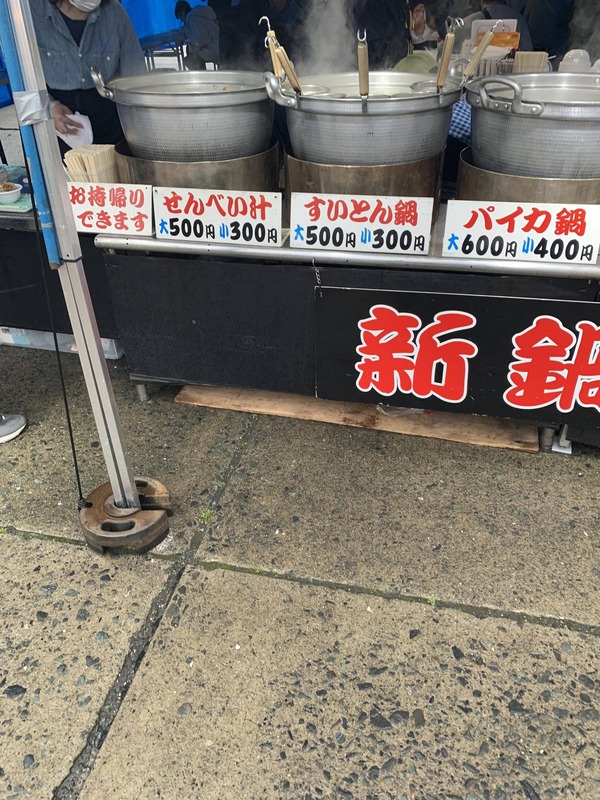 お持帰り
できます
せんべい汁
大500円 小300円
すいとん鍋
大500円 小300円
パイカ鍋
大600円 小400円
新鍋